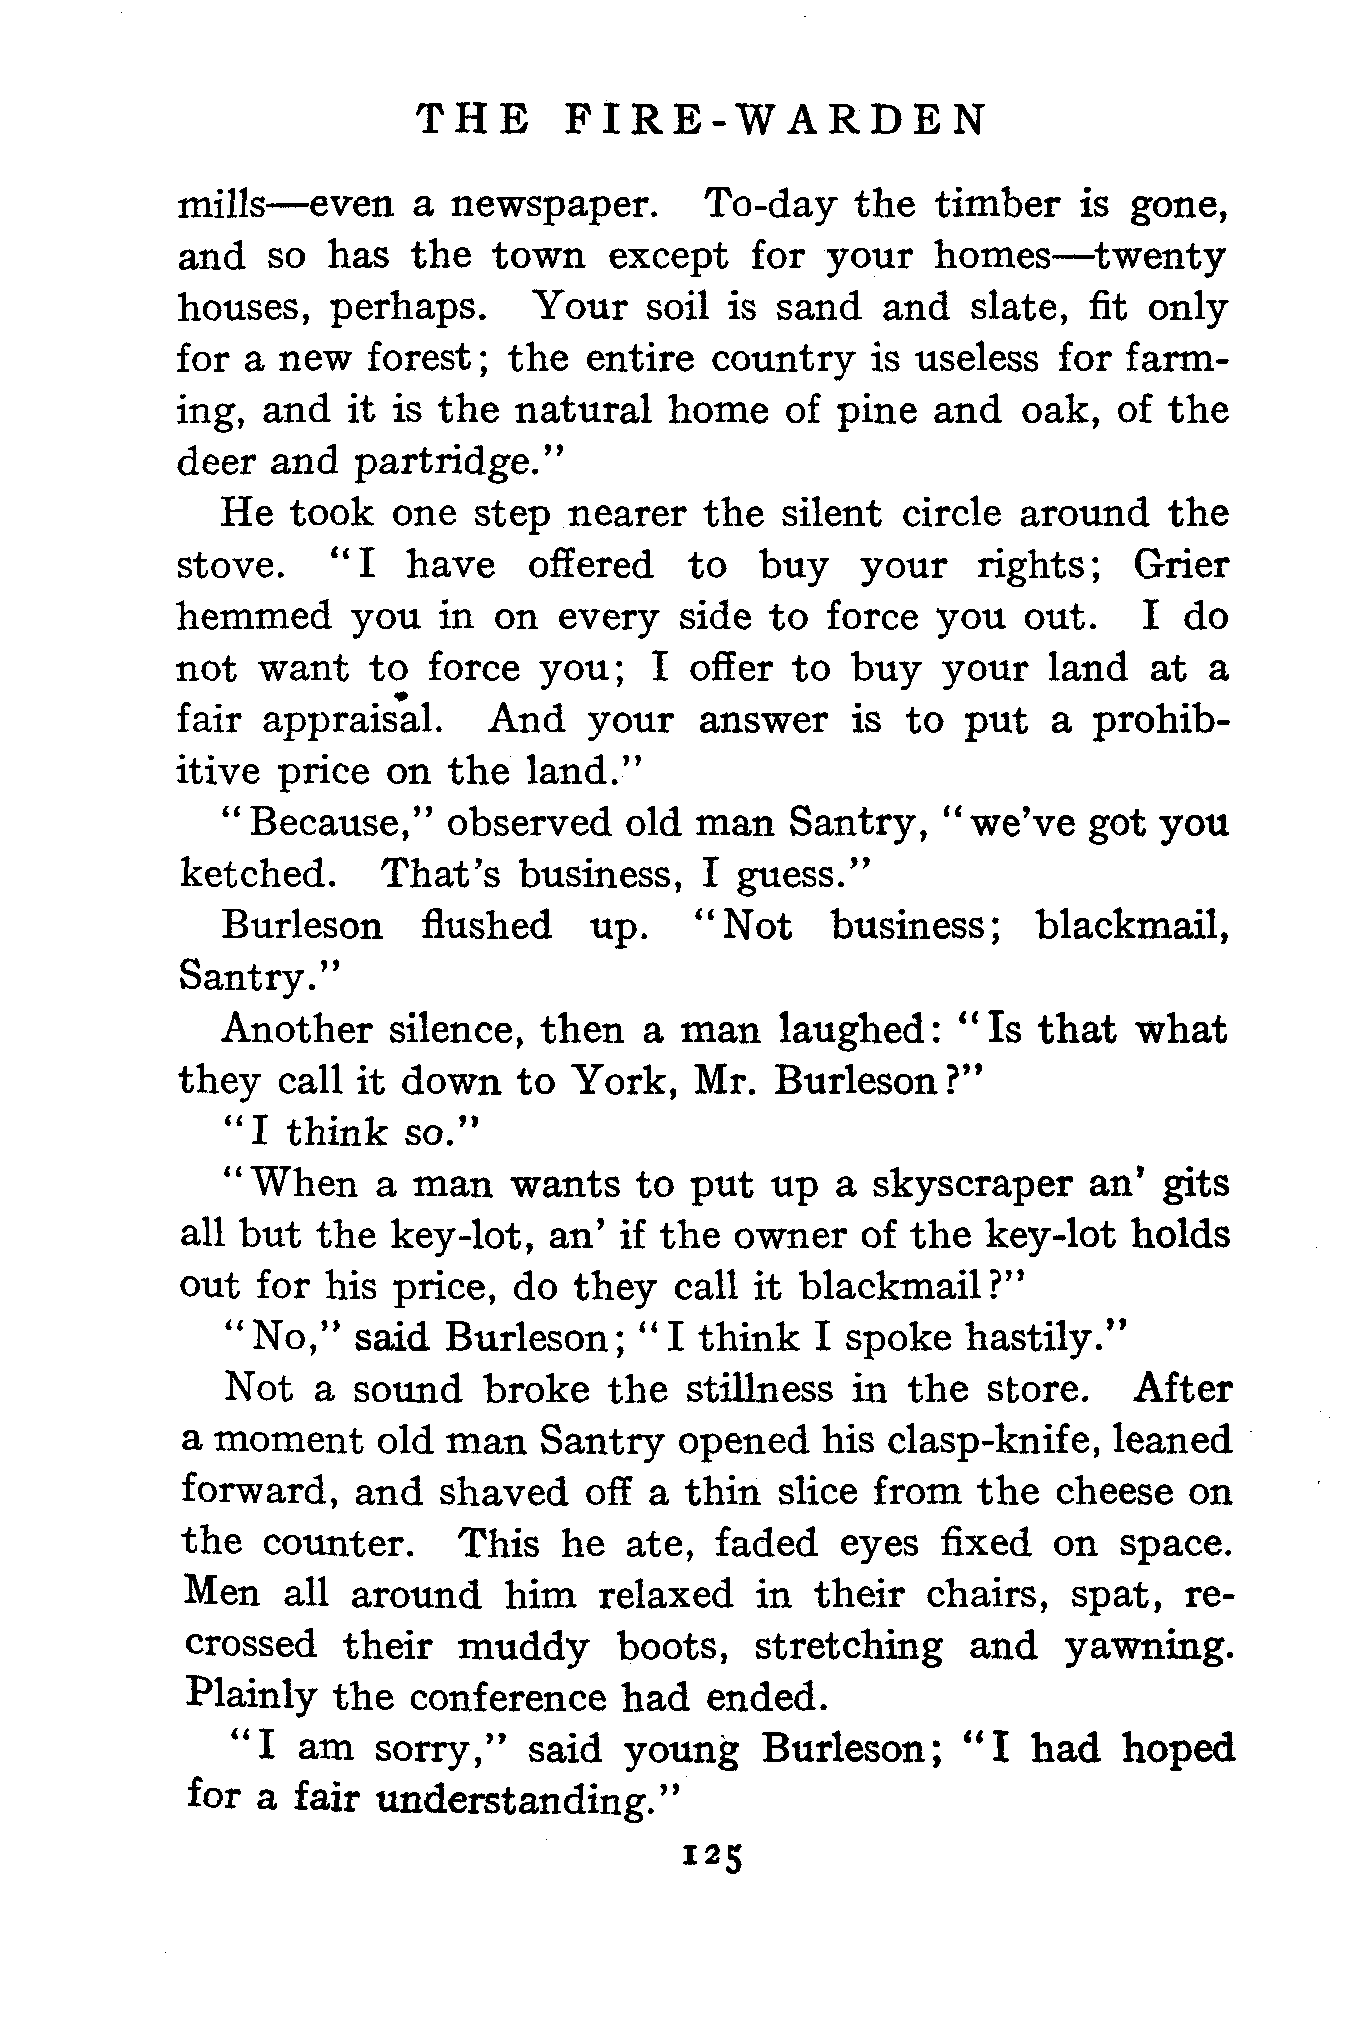 THE FIRE-WARDEN
mills—even a newspaper. To-day the timber is gone,
and so has the town except for your homes—twenty
houses, perhaps. Your soil is sand and slate, fit only
for a new forest; the entire country is useless for farm-
ing, and it is the natural home of pine and oak, of the
deer and partridge."
He took one step nearer the silent circle around the
stove. "I have offered to buy your rights; Grier
hemmed you in on every side to force you out. I do
not want to force you; I offer to buy your land at a
fair appraisal. And your answer is to put a prohib-
itive price on the land."
"Because," observed old man Santry, "we've got you
ketched. That's business, I guess."
Burleson flushed up. "Not business; blackmail,
Santry."
Another silence, then a man laughed: "Is that what
they call it down to York, Mr. Burleson?"
"I think so."
"When a man wants to put up a skyscraper an' gits
all but the key-lot, an' if the owner of the key-lot holds
out for his price, do they call it blackmail?"
"No," said Burleson; "I think I spoke hastily."
Not a sound broke the stillness in the store. After
a moment old man Santry opened his clasp-knife, leaned
forward, and shaved off a thin slice from the cheese on
the counter. This he ate, faded eyes fixed on space.
Men all around him relaxed in their chairs, spat, re-
crossed their muddy boots, stretching and yawning.
Plainly the conference had ended.
"I am sorry," said young Burleson; "I had hoped
for a fair understanding."
125